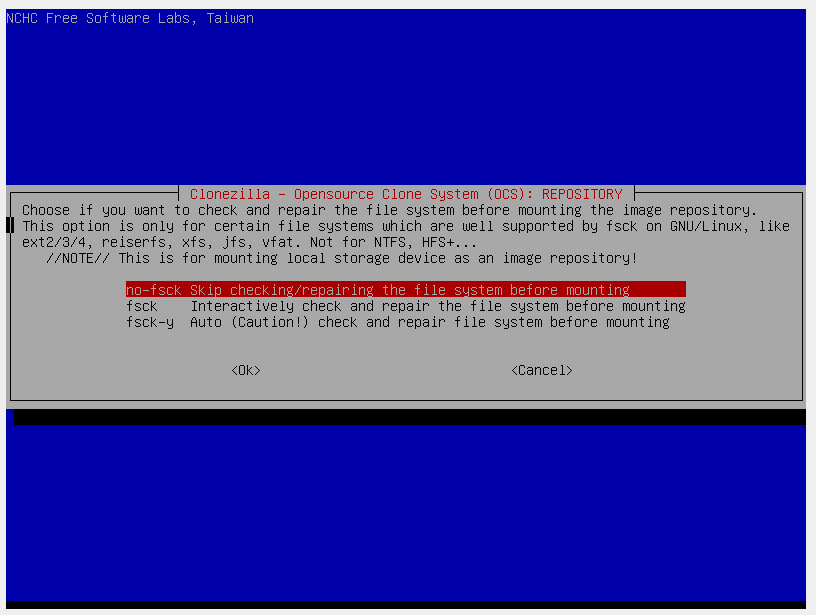 NCHC Free Software Labs, Taiwan
Clonezilla - Opensource Clone System (OCS): REPOSITORY
Choose if you want to check and repair the file system before mounting the image repository.
This option is only for certain file systems which are well supported by fsck on GNU/Linux, like
ext2/3/4, reiserfs, xfs, jfs, vfat. Not for NTFS, HFS+...
//NOTE// This is for mounting local storage device as an image repository!
no-fsck Skip checking/repairing the file system before mounting
fsck Interactively check and repair the file system before mounting
fsck-y Auto (Caution!) check and repair file system before mounting
<Ok> <Cancel>